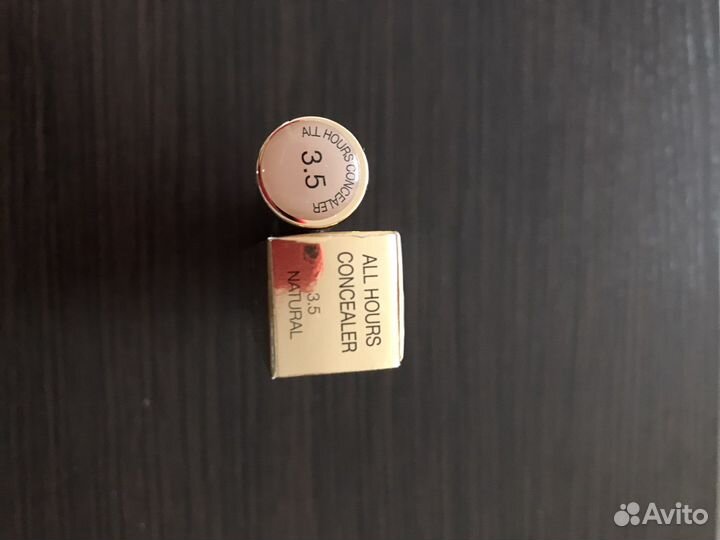 ALL HOURS CONCEALER
3.5
ALL HOURS
CONCEALER
3.5
NATURAL
Avito